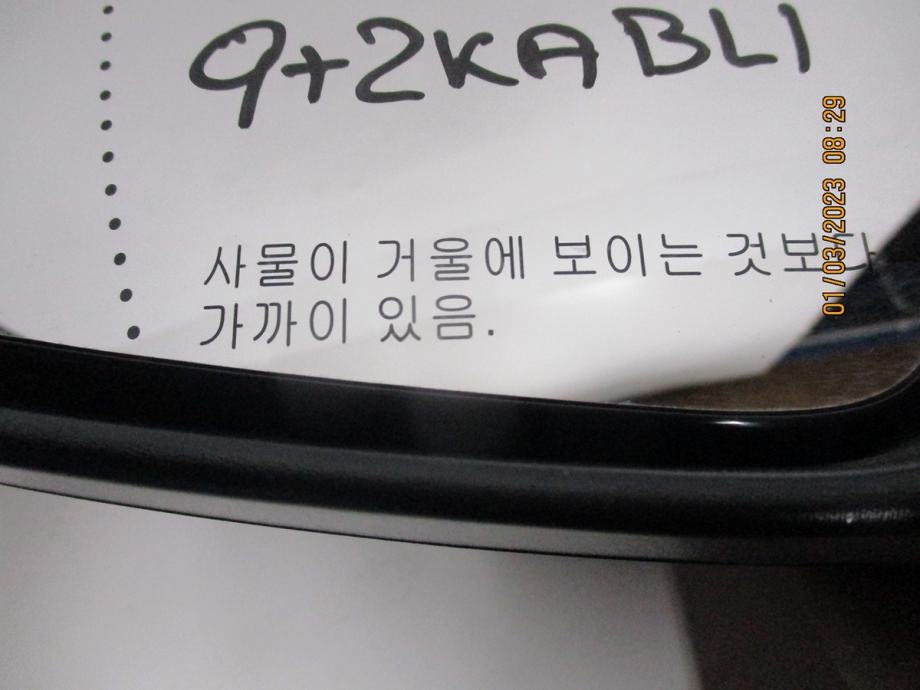 9+2KABLI
사물이 거울에 보이는 것보다
가까이 있음.
01/03/2023 08:29